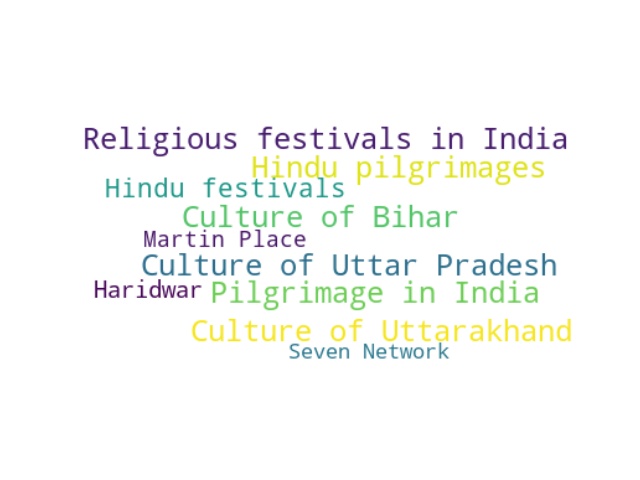 Religious festivals in India
Hindu pilgrimages
Hindu festivals
Culture of Bihar
Martin Place
Culture of Uttar Pradesh
Haridwar
Pilgrimage in India
Culture of Uttarakhand
Seven Network